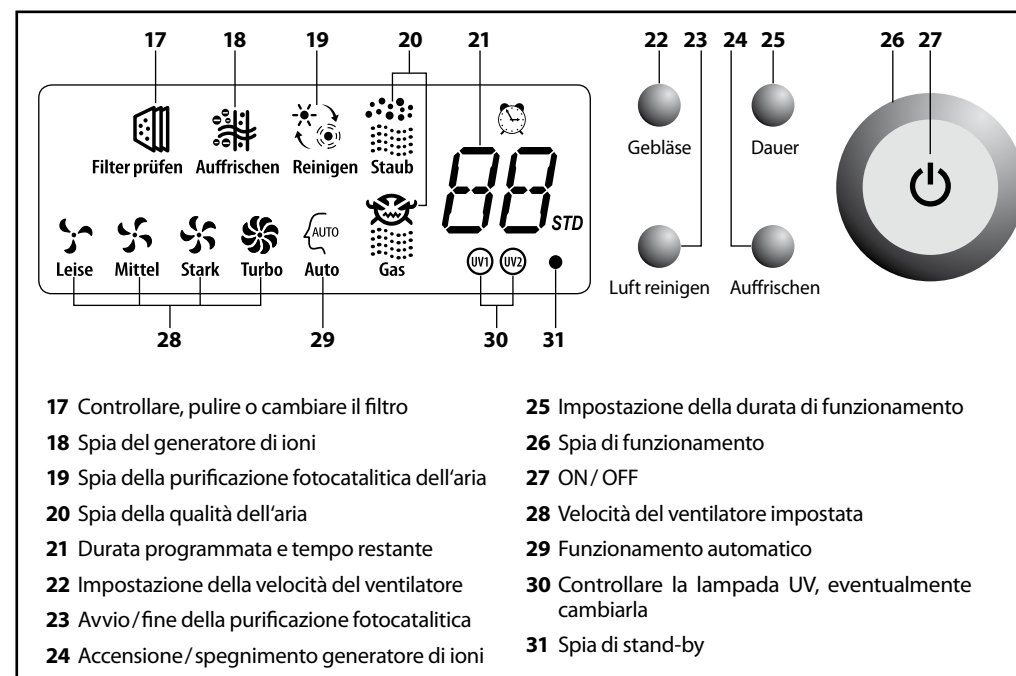 17 18 19 20 21 22 23 24 25 26 27
Filter prüfen Auffrischen Reinigen Staub
88 STD
Gebläse Dauer
AUTO
Leise Mittel Stark Turbo Auto Gas
UV1 UV2
Luft reinigen Auffrischen
28 29 30 31
17 Controllare, pulire o cambiare il filtro
18 Spia del generatore di ioni
19 Spia della purificazione fotocatalitica dell‘aria
20 Spia della qualità dell‘aria
21 Durata programmata e tempo restante
22 Impostazione della velocità del ventilatore
23 Avvio/fine della purificazione fotocatalitica
24 Accensione/spegnimento generatore di ioni
25 Impostazione della durata di funzionamento
26 Spia di funzionamento
27 ON/OFF
28 Velocità del ventilatore impostata
29 Funzionamento automatico
30 Controllare la lampada UV, eventualmente
cambiarla
31 Spia di stand-by